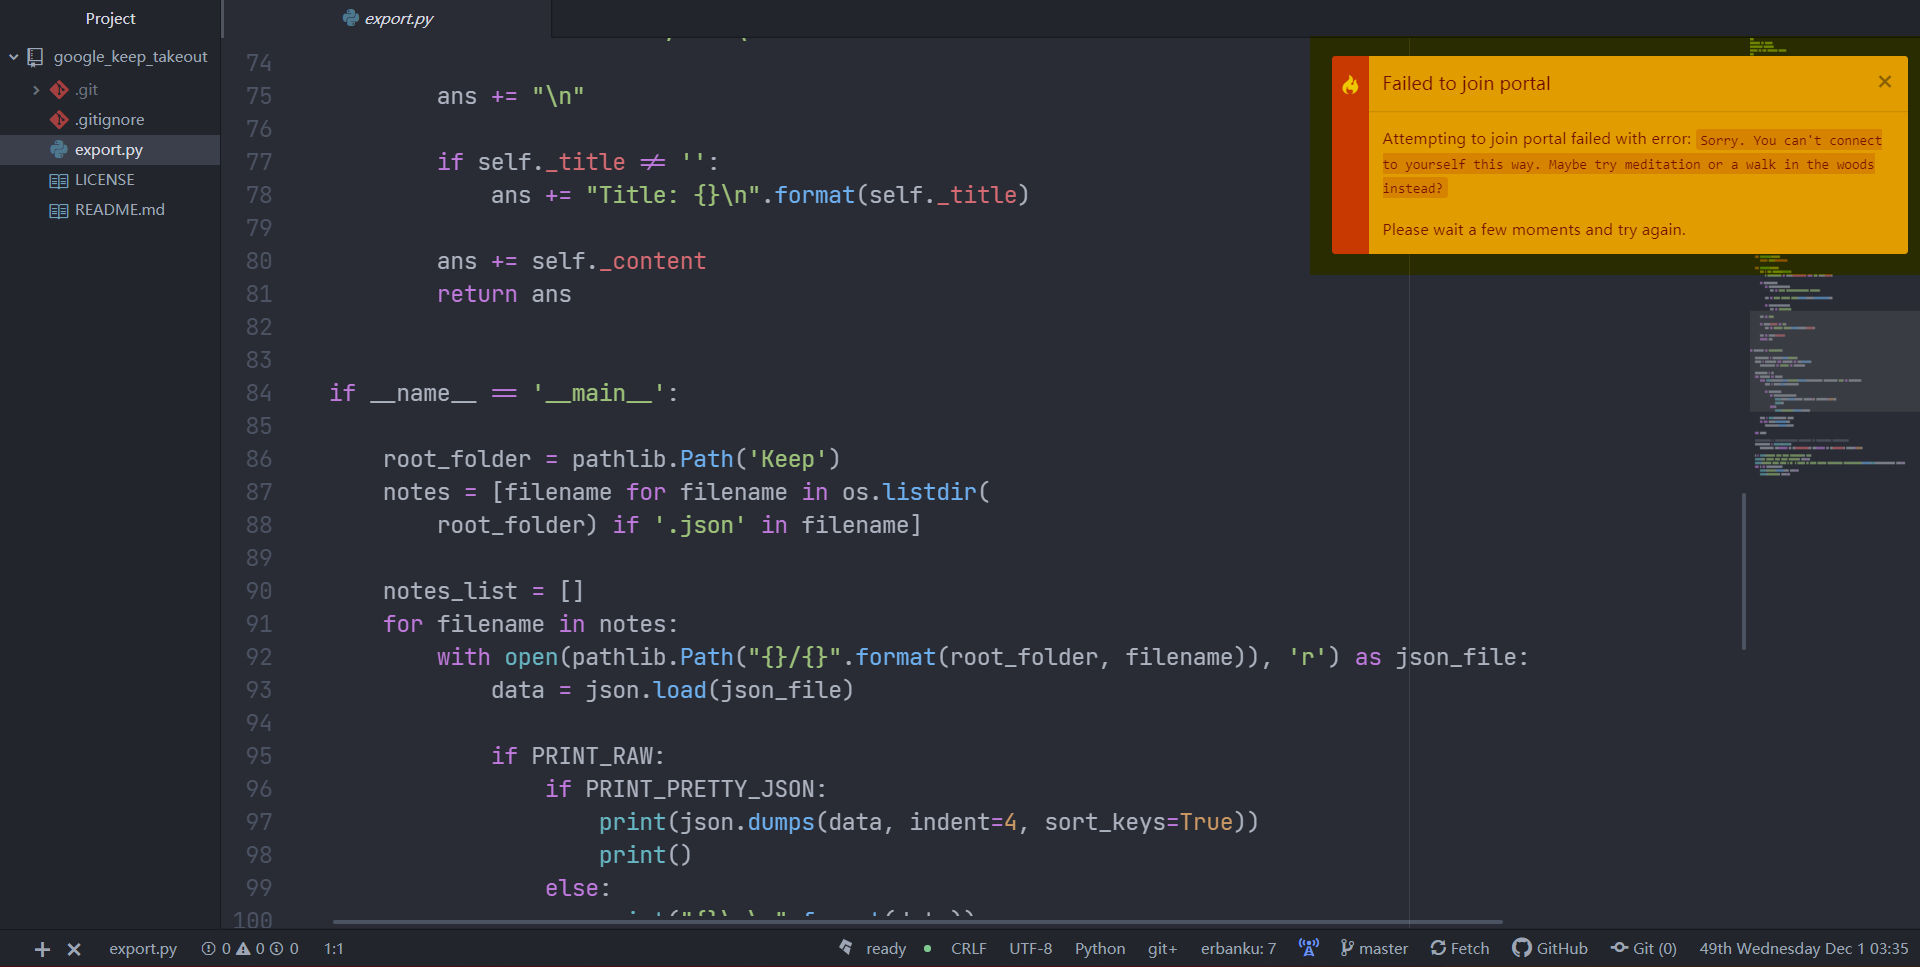 Project
google_keep_takeout
.git
.gitignore
export.py
LICENSE
README.md
export.py
74
75 ans += "\n"
76
77 if self._title != '':
78 ans += "Title: {}\n".format(self._title)
79
80 ans += self._content
81 return ans
82
83
84 if __name__ == '__main__':
85
86 root_folder = pathlib.Path('Keep')
87 notes = [filename for filename in os.listdir(
88 root_folder) if '.json' in filename]
89
90 notes_list = []
91 for filename in notes:
92 with open(pathlib.Path("{}/{}".format(root_folder, filename)), 'r') as json_file:
93 data = json.load(json_file)
94
95 if PRINT_RAW:
96 if PRINT_PRETTY_JSON:
97 print(json.dumps(data, indent=4, sort_keys=True))
98 print()
99 else:
100
Failed to join portal
Attempting to join portal failed with error: Sorry. You can't connect
to yourself this way. Maybe try meditation or a walk in the woods
instead?
Please wait a few moments and try again.
export.py 0 0 0 1:1 ready CRLF UTF-8 Python git+ erbanku: 7 master Fetch GitHub Git (0) 49th Wednesday Dec 1 03:35